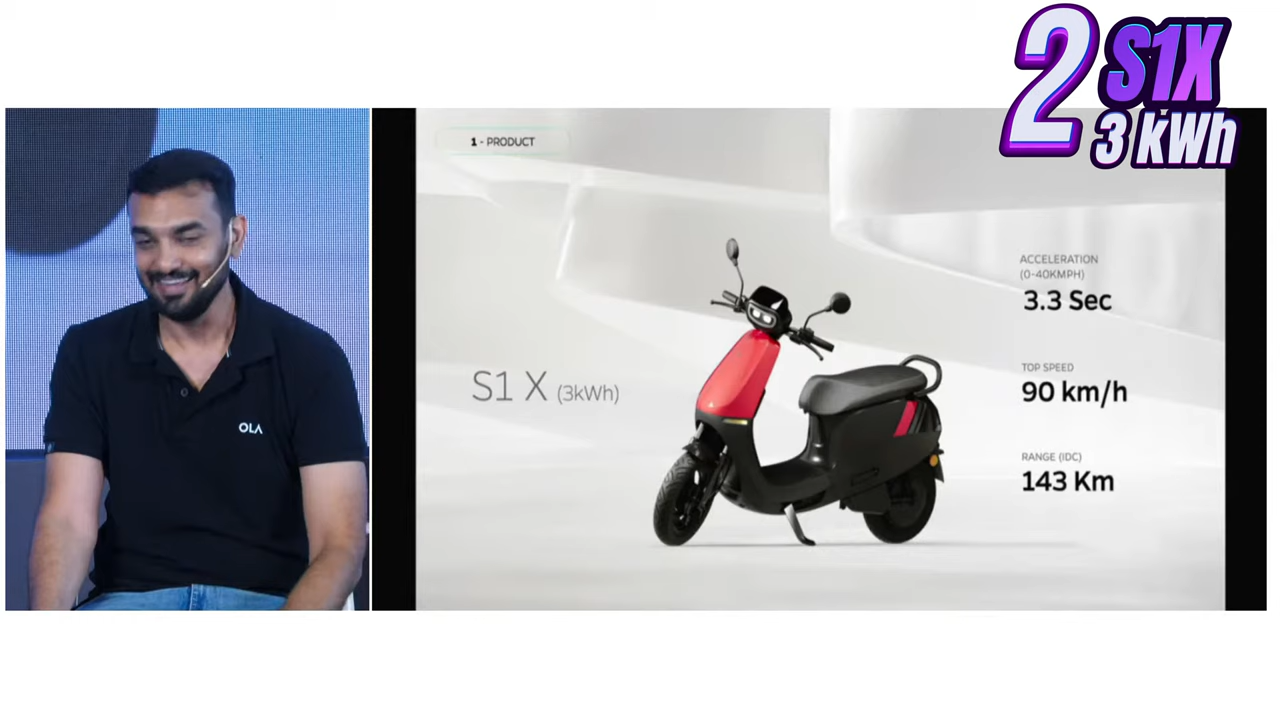 2 S1X
3 kWh
1 - PRODUCT
ACCELERATION
(0-40KMPH)
3.3 Sec
S1 X (3kWh)
TOP SPEED
90 km/h
RANGE (IDC)
143 Km
OLA